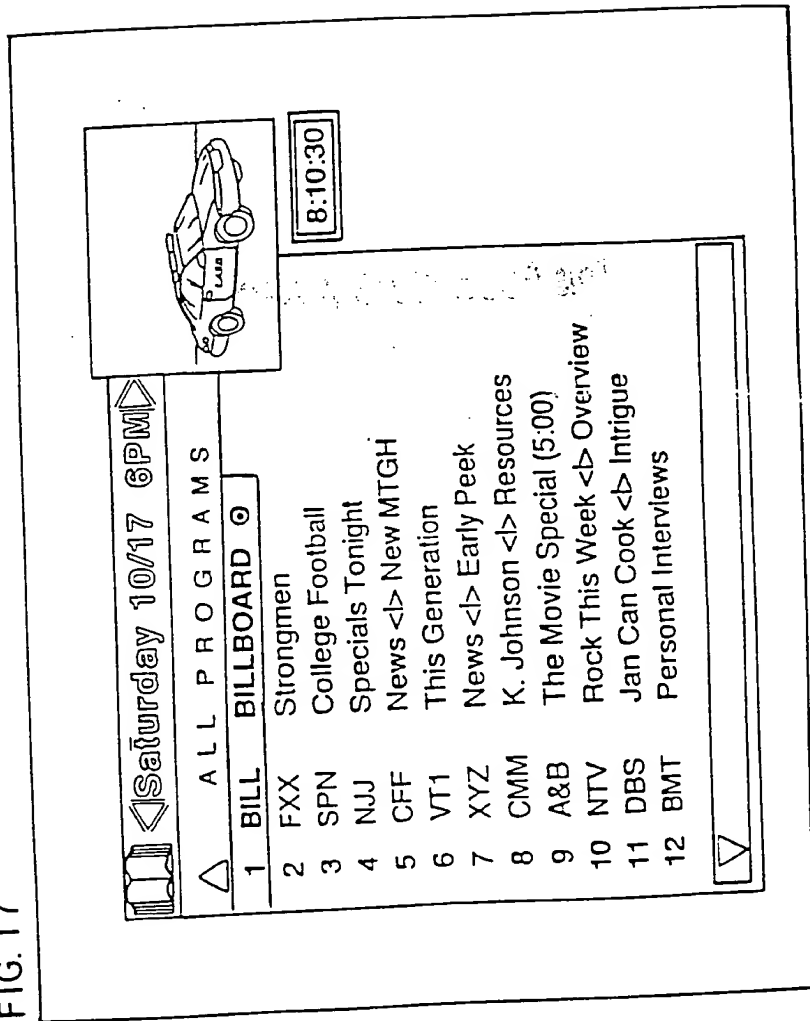 FIG. 17
Saturday 10/17 6PM
ALL PROGRAMS
8:10:30
1 BILL BILLBOARD
2 FXX Strongmen
3 SPN College Football
4 NJJ Specials Tonight
5 CFF News <|> New MTGH
6 VT1 This Generation
7 XYZ News <|> Early Peek
8 CMM K. Johnson <|> Resources
9 A&B The Movie Special (5:00)
10 NTV Rock This Week <|> Overview
11 DBS Jan Can Cook <|> Intrigue
12 BMT Personal Interviews